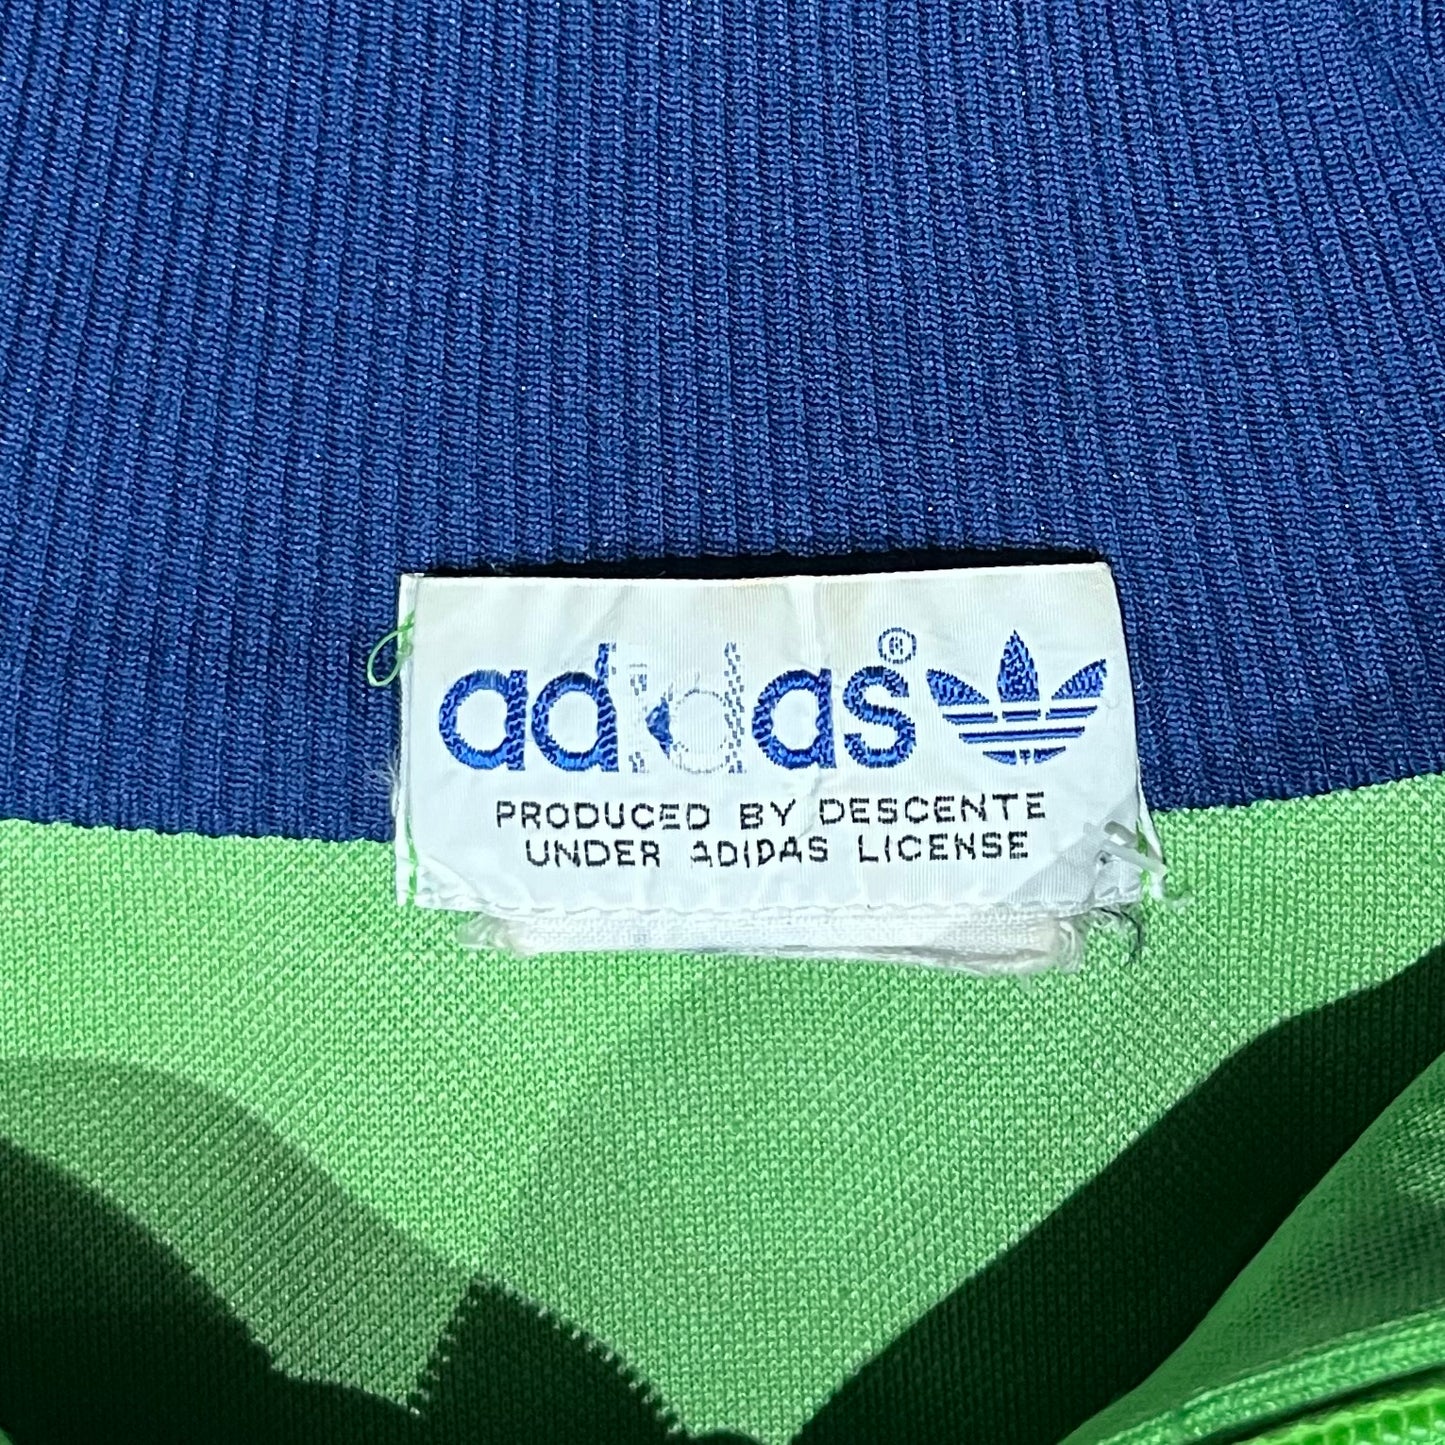 adidas®
PRODUCED BY DESCENTE
UNDER ADIDAS LICENSE